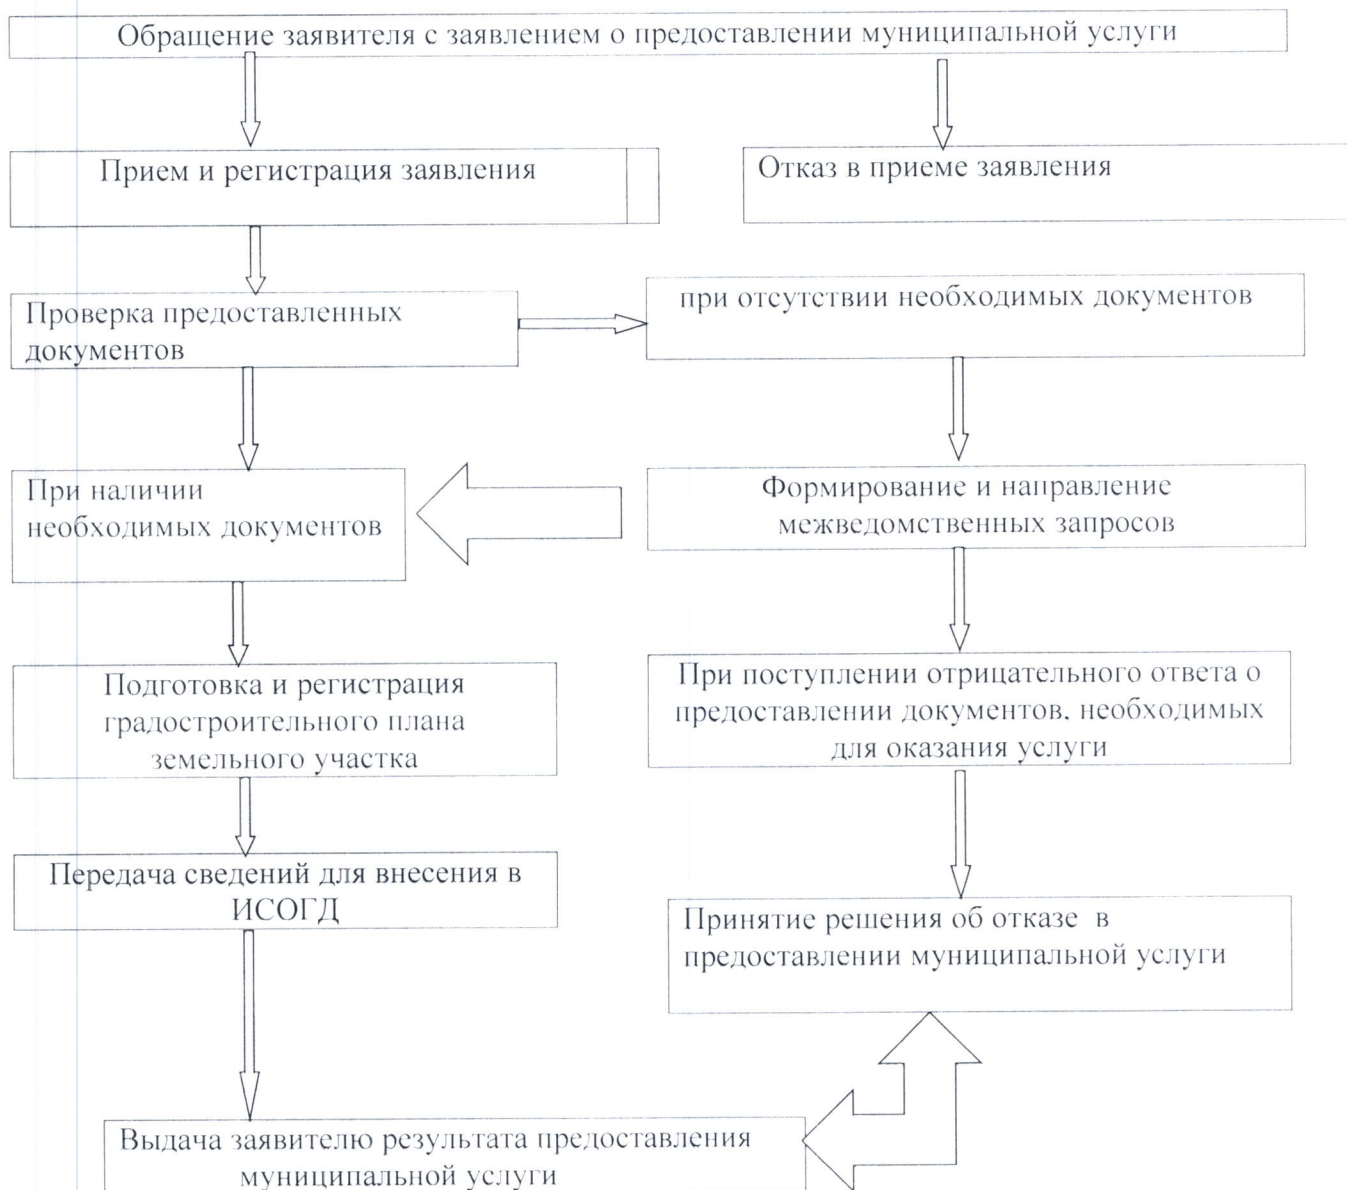 Обращение заявителя с заявлением о предоставлении муниципальной услуги
Прием и регистрация заявления
Отказ в приеме заявления
Проверка предоставленных
документов
при отсутствии необходимых документов
При наличии
необходимых документов
Формирование и направление
межведомственных запросов
Подготовка и регистрация
градостроительного плана
земельного участка
При поступлении отрицательного ответа о
предоставлении документов. необходимых
для оказания услуги
Передача сведений для внесения в
ИСОГД
Принятие решения об отказе в
предоставлении муниципальной услуги
Выдача заявителю результата предоставления
муниципальной услуги